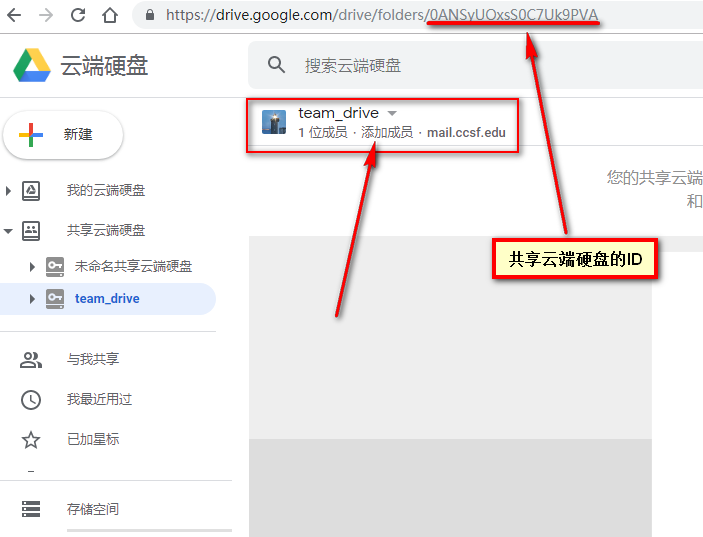 https://drive.google.com/drive/folders/0ANSyUOxsS0C7Uk9PVA
云端硬盘
搜索云端硬盘
新建
team_drive
1 位成员 · 添加成员 · mail.ccsf.edu
我的云端硬盘
您的共享云端
和
共享云端硬盘
共享云端硬盘的ID
未命名共享云端硬盘
team_drive
与我共享
我最近用过
已加星标
存储空间